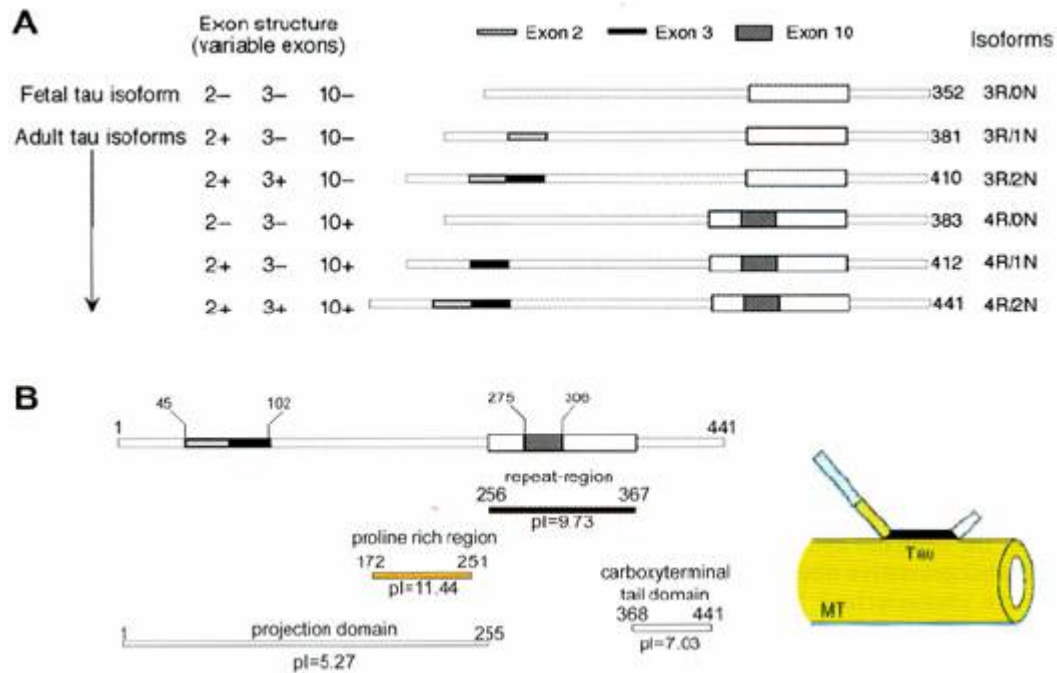 A
Exon structure
(variable exons)
Exon 2 Exon 3 Exon 10
Isoforms
Fetal tau isoform 2– 3– 10– 352 3R/0N
Adult tau isoforms 2+ 3– 10– 381 3R/1N
2+ 3+ 10– 410 3R/2N
2– 3– 10+ 383 4R/0N
2+ 3– 10+ 412 4R/1N
2+ 3+ 10+ 441 4R/2N
B
45 102 275 306
1 441
repeat-region
256 367
pI=9.73
proline rich region
172 251
pI=11.44
carboxyterminal
tail domain
368 441
pI=7.03
1 projection domain 255
pI=5.27
Tau
MT